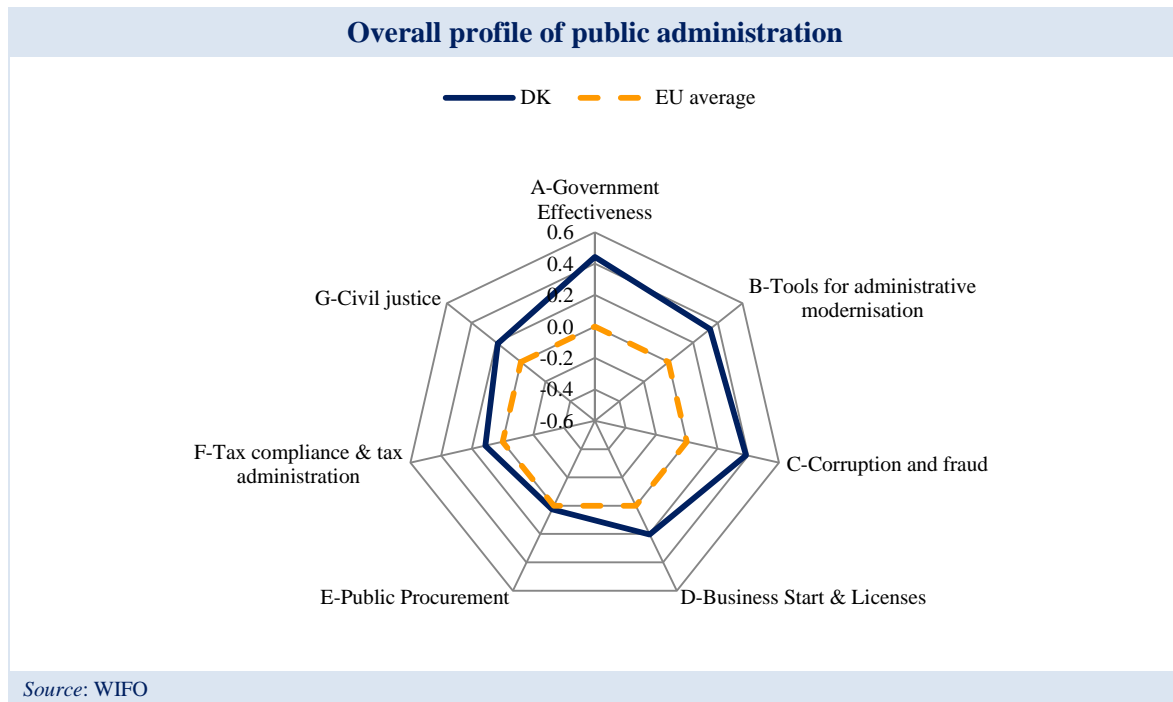 Overall profile of public administration
DK
EU average
A-Government
Effectiveness
0.6
0.4
0.2
0.0
-0.2
-0.4
-0.6
B-Tools for administrative
modernisation
C-Corruption and fraud
D-Business Start & Licenses
E-Public Procurement
F-Tax compliance & tax
administration
G-Civil justice
Source: WIFO